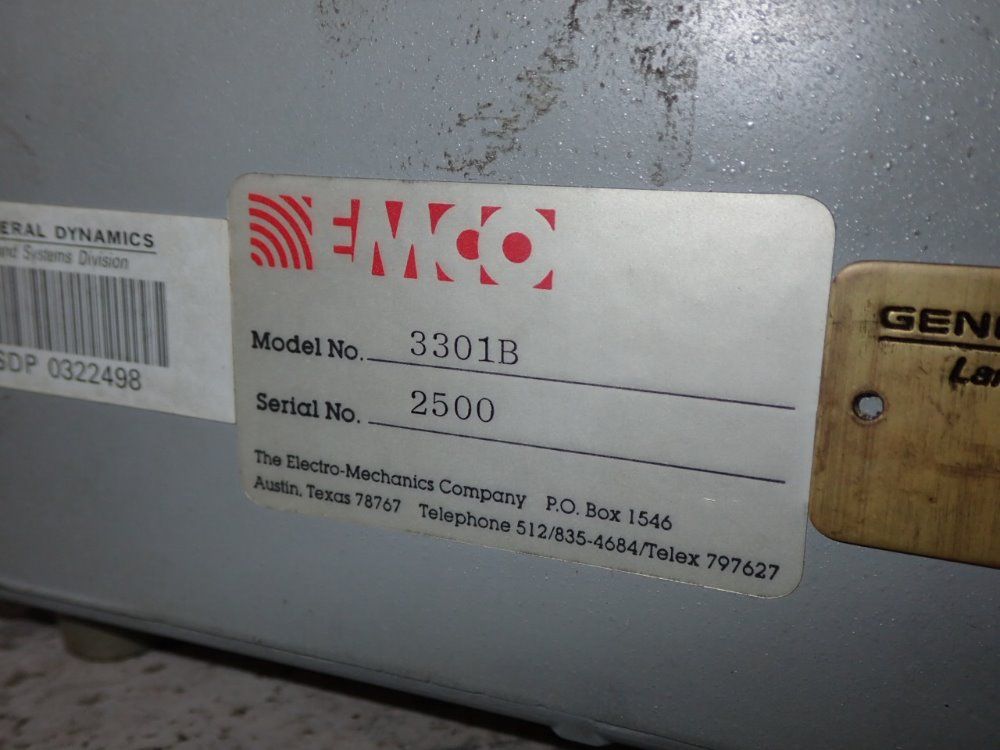 ERAL DYNAMICS
and Systems Division
SDP 0322498
EMCO
Model No. 3301B
Serial No. 2500
The Electro-Mechanics Company P.O. Box 1546
Austin, Texas 78767 Telephone 512/835-4684/Telex 797627
GEN
Lan